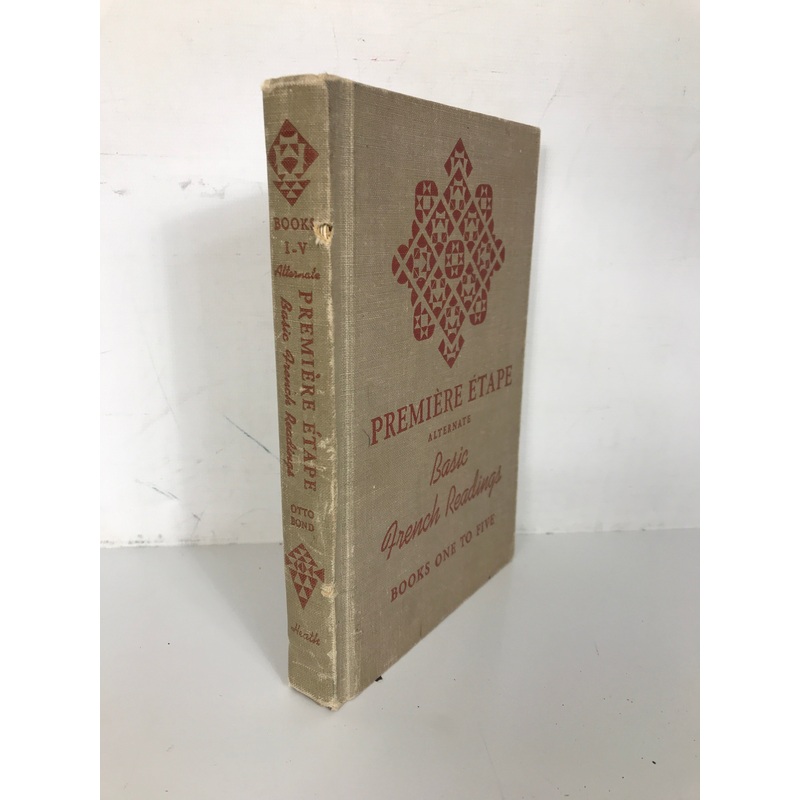 BOOKS
I-V
Alternate
PREMIÈRE ÉTAPE
Basic French Readings
OTTO
BOND
Heath
PREMIÈRE ÉTAPE
ALTERNATE
Basic
French Readings
BOOKS ONE TO FIVE